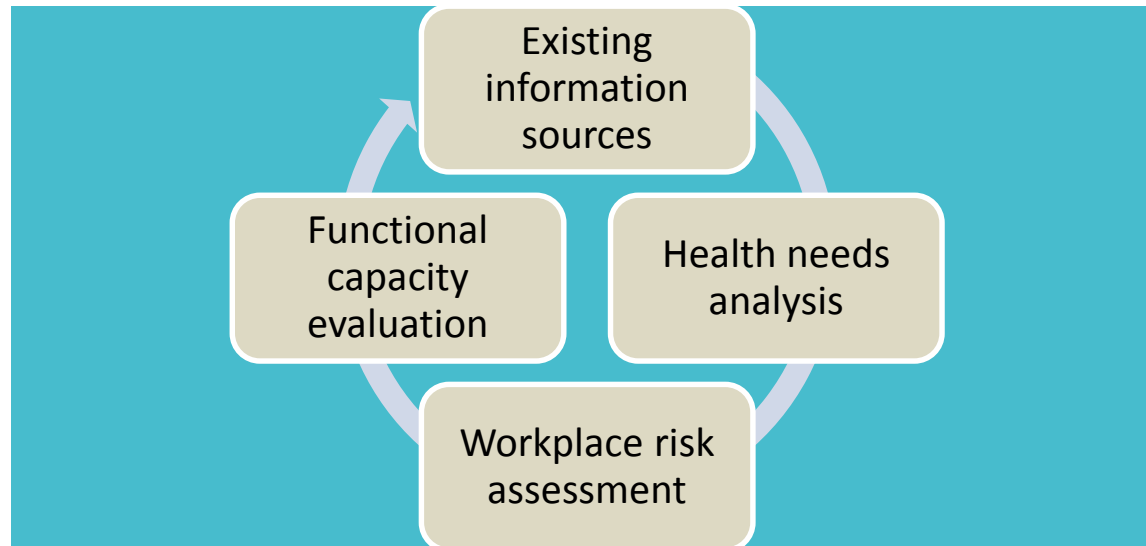 Existing
information
sources
Health needs
analysis
Workplace risk
assessment
Functional
capacity
evaluation